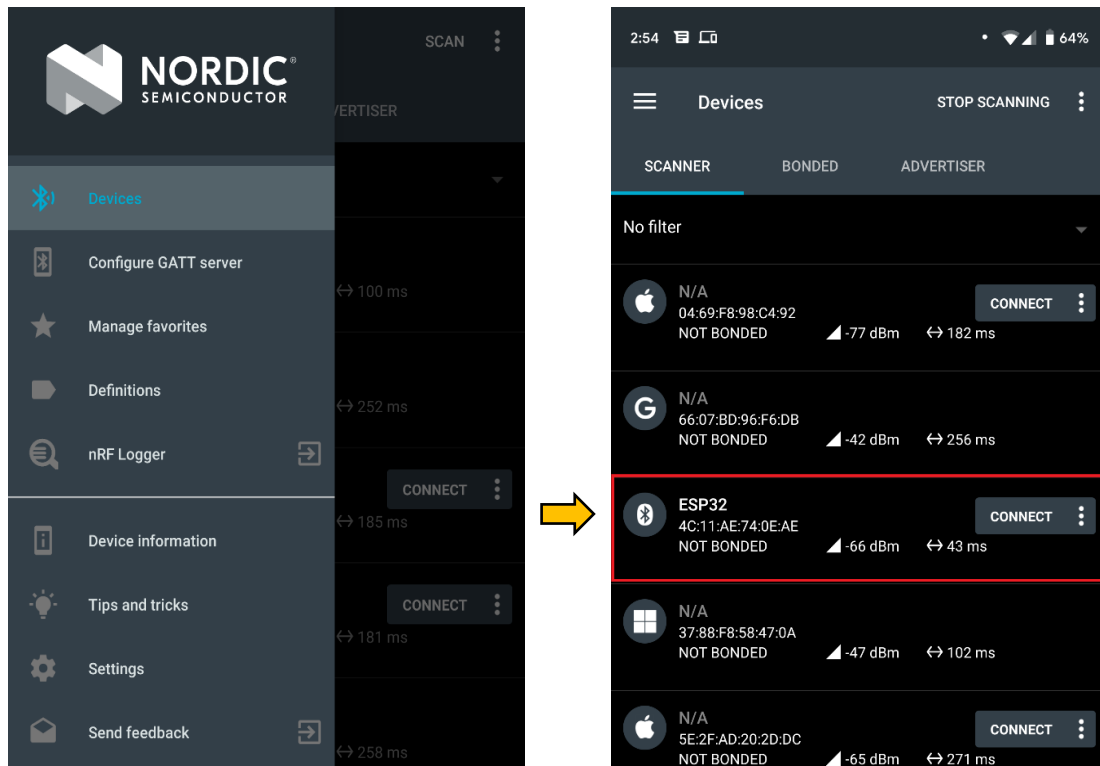 NORDIC®
SEMICONDUCTOR
SCAN
VERTISER
Devices
Configure GATT server
Manage favorites
Definitions
nRF Logger
Device information
Tips and tricks
Settings
Send feedback
100 ms
252 ms
CONNECT
185 ms
CONNECT
181 ms
258 ms
2:54
64%
Devices
STOP SCANNING
SCANNER BONDED ADVERTISER
No filter
N/A
CONNECT
04:69:F8:98:C4:92
NOT BONDED -77 dBm 182 ms
G
N/A
66:07:BD:96:F6:DB
NOT BONDED -42 dBm 256 ms
ESP32
CONNECT
4C:11:AE:74:0E:AE
NOT BONDED -66 dBm 43 ms
N/A
37:88:F8:58:47:0A
NOT BONDED -47 dBm 102 ms
N/A
CONNECT
5E:2F:AD:20:2D:DC
NOT BONDED -65 dBm 271 ms